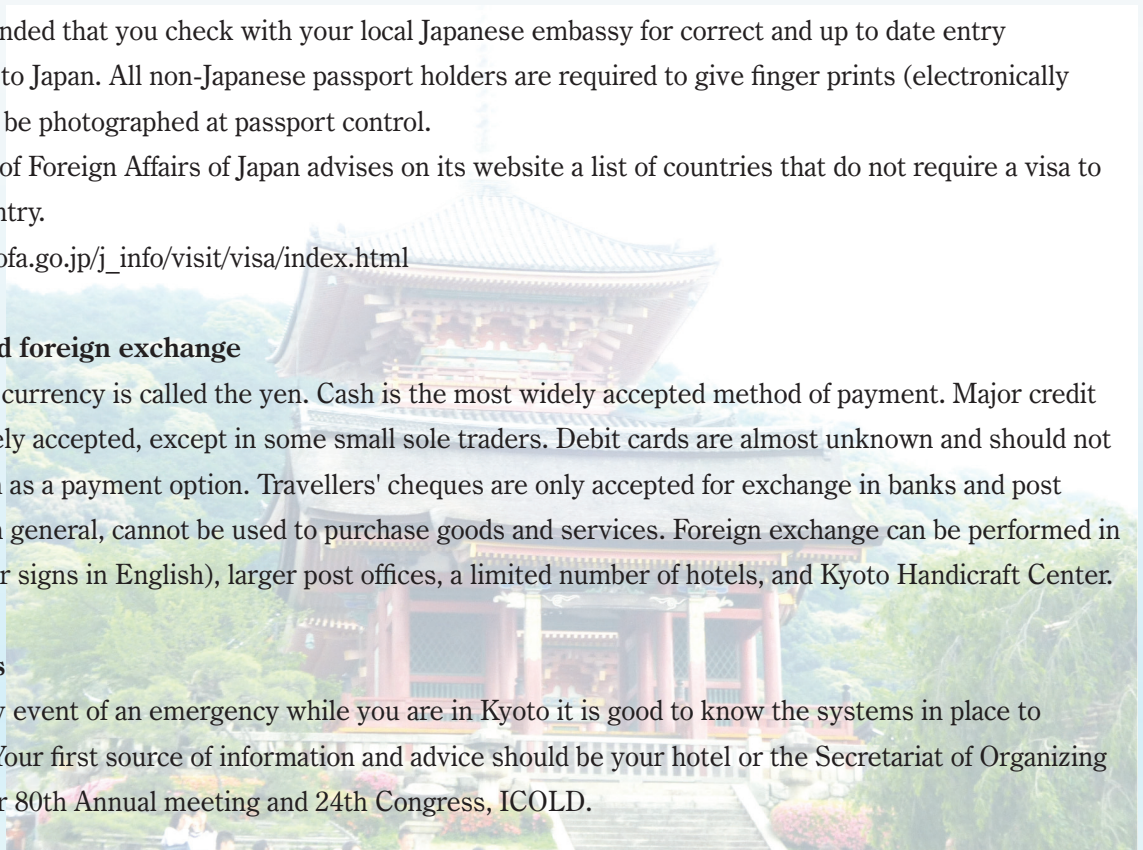 nded that you check with your local Japanese embassy for correct and up to date entry
to Japan. All non-Japanese passport holders are required to give finger prints (electronically
be photographed at passport control.
of Foreign Affairs of Japan advises on its website a list of countries that do not require a visa to
ntry.
ofa.go.jp/j_info/visit/visa/index.html
d foreign exchange
currency is called the yen. Cash is the most widely accepted method of payment. Major credit
ely accepted, except in some small sole traders. Debit cards are almost unknown and should not
as a payment option. Travellers' cheques are only accepted for exchange in banks and post
n general, cannot be used to purchase goods and services. Foreign exchange can be performed in
r signs in English), larger post offices, a limited number of hotels, and Kyoto Handicraft Center.
s
y event of an emergency while you are in Kyoto it is good to know the systems in place to
Your first source of information and advice should be your hotel or the Secretariat of Organizing
r 80th Annual meeting and 24th Congress, ICOLD.